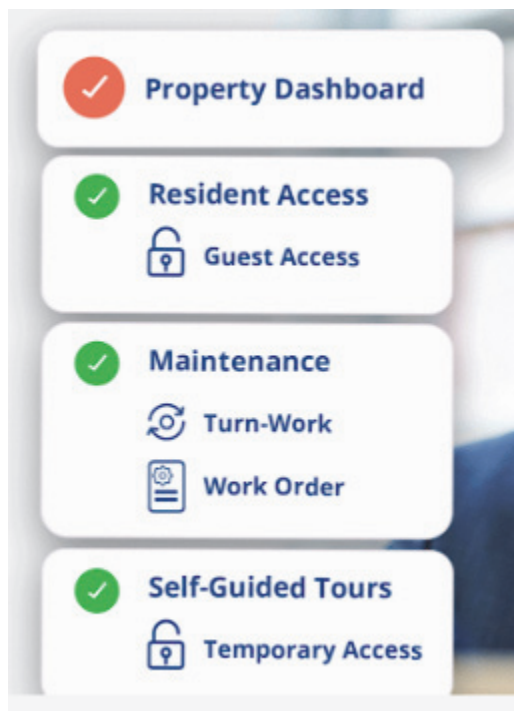 Property Dashboard
Resident Access
Guest Access
Maintenance
Turn-Work
Work Order
Self-Guided Tours
Temporary Access